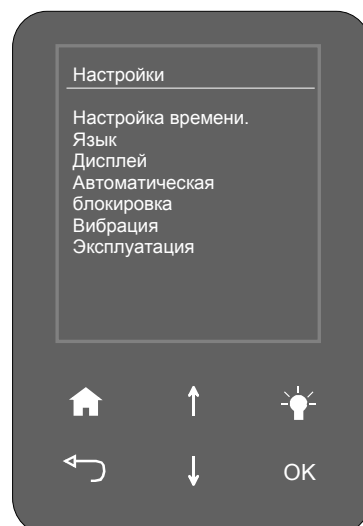 Настройки
Настройка времени.
Язык
Дисплей
Автоматическая
блокировка
Вибрация
Эксплуатация
OK